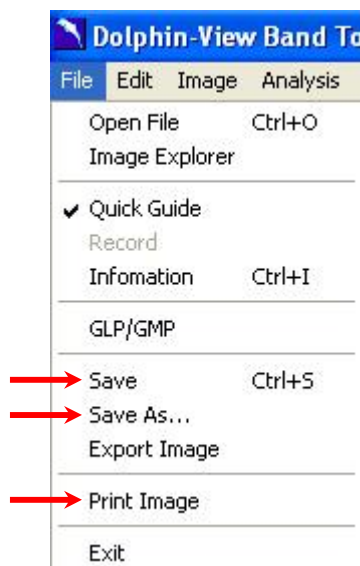 Dolphin-View Band To
File Edit Image Analysis
Open File Ctrl+O
Image Explorer
Quick Guide
Record
Infomation Ctrl+I
GLP/GMP
Save Ctrl+S
Save As...
Export Image
Print Image
Exit